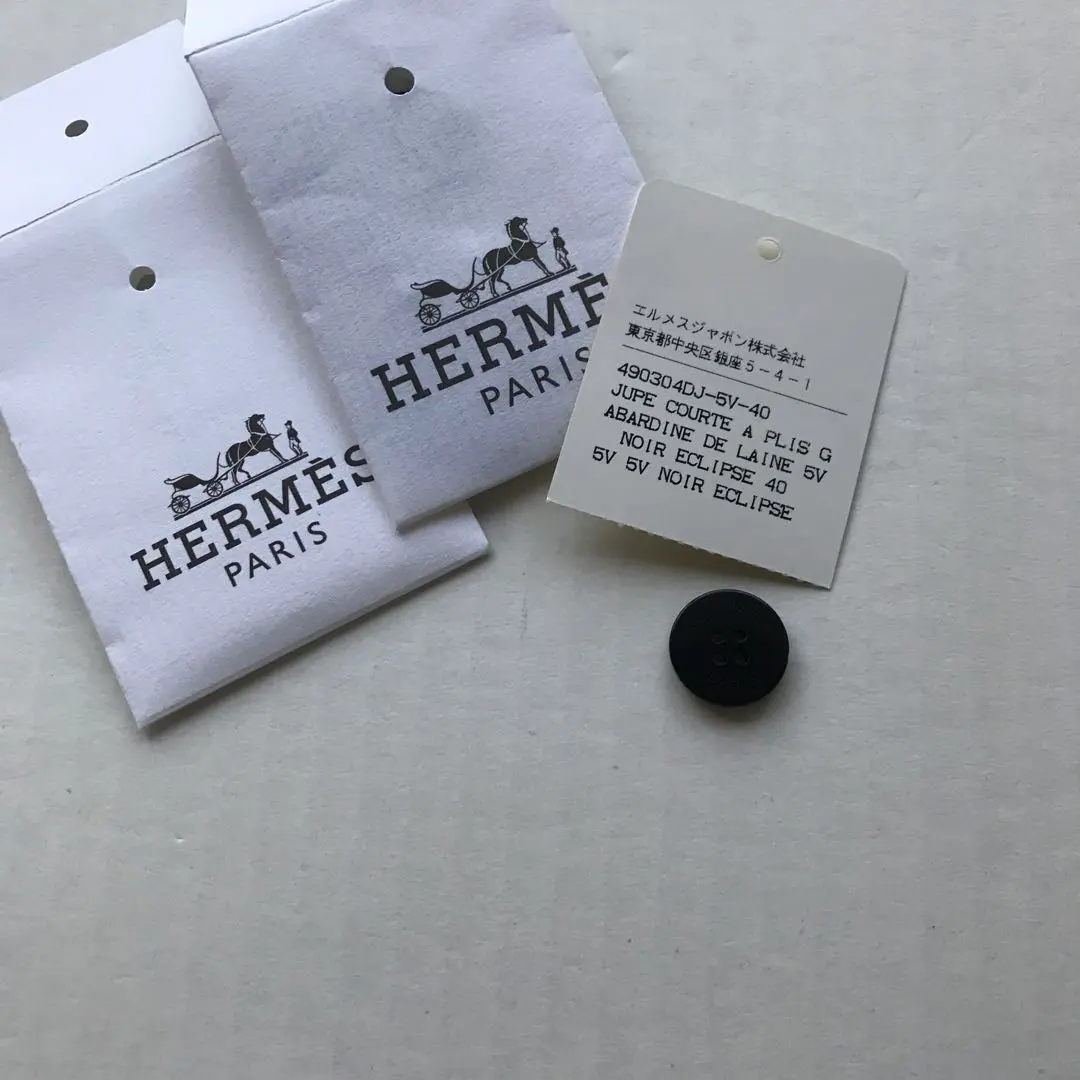 HERMÈS
PARIS
HERMÈ
PARIS
エルメスジャポン株式会社
東京都中央区銀座5-4-1
490304DJ-5V-40
JUPE COURTE A PLIS G
ABARDINE DE LAINE 5V
NOIR ECLIPSE 40
5V 5V NOIR ECLIPSE